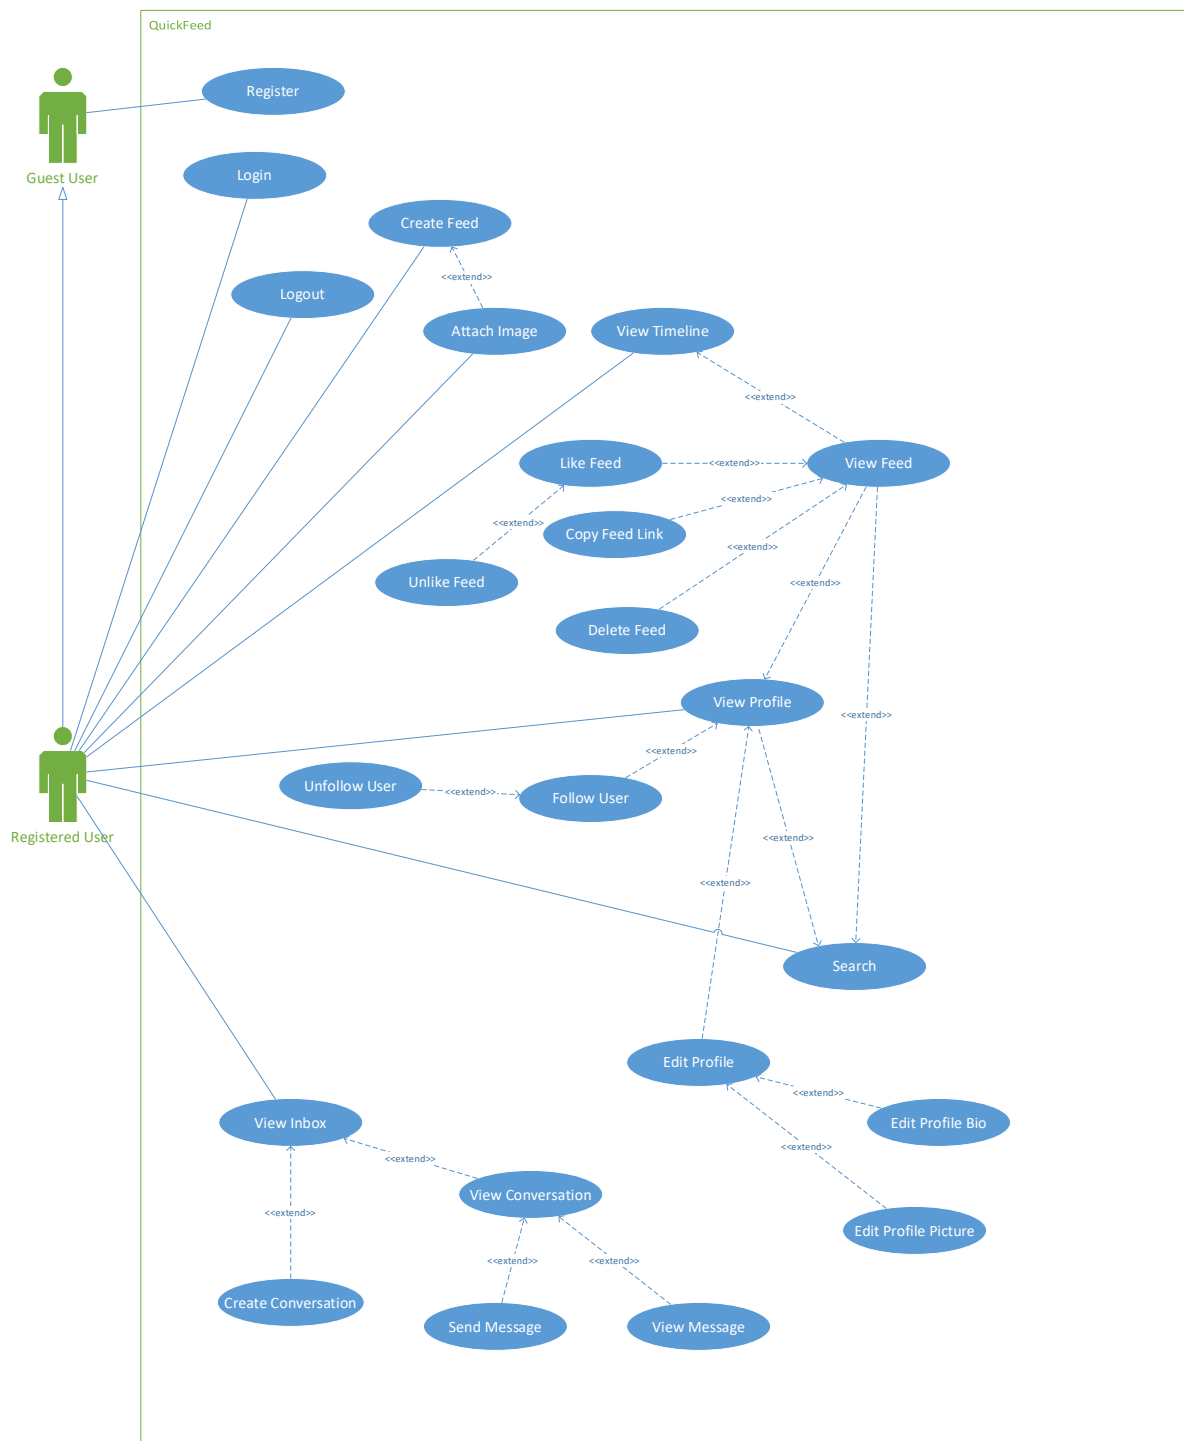 QuickFeed
Register
Guest User
Login
Create Feed
<<extend>>
Logout
Attach Image
View Timeline
<<extend>>
Like Feed
<<extend>>
View Feed
<<extend>>
<<extend>>
Copy Feed Link
<<extend>>
Unlike Feed
<<extend>>
Delete Feed
View Profile
<<extend>>
<<extend>>
Unfollow User
<<extend>>
Follow User
Registered User
<<extend>>
<<extend>>
Search
Edit Profile
<<extend>>
View Inbox
Edit Profile Bio
<<extend>>
<<extend>>
View Conversation
<<extend>>
Edit Profile Picture
<<extend>>
<<extend>>
Create Conversation
Send Message
View Message